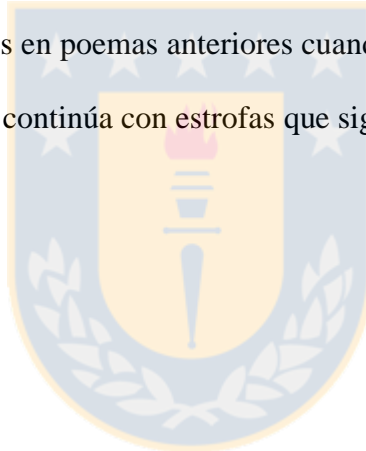 s en poemas anteriores cuand
continúa con estrofas que sig